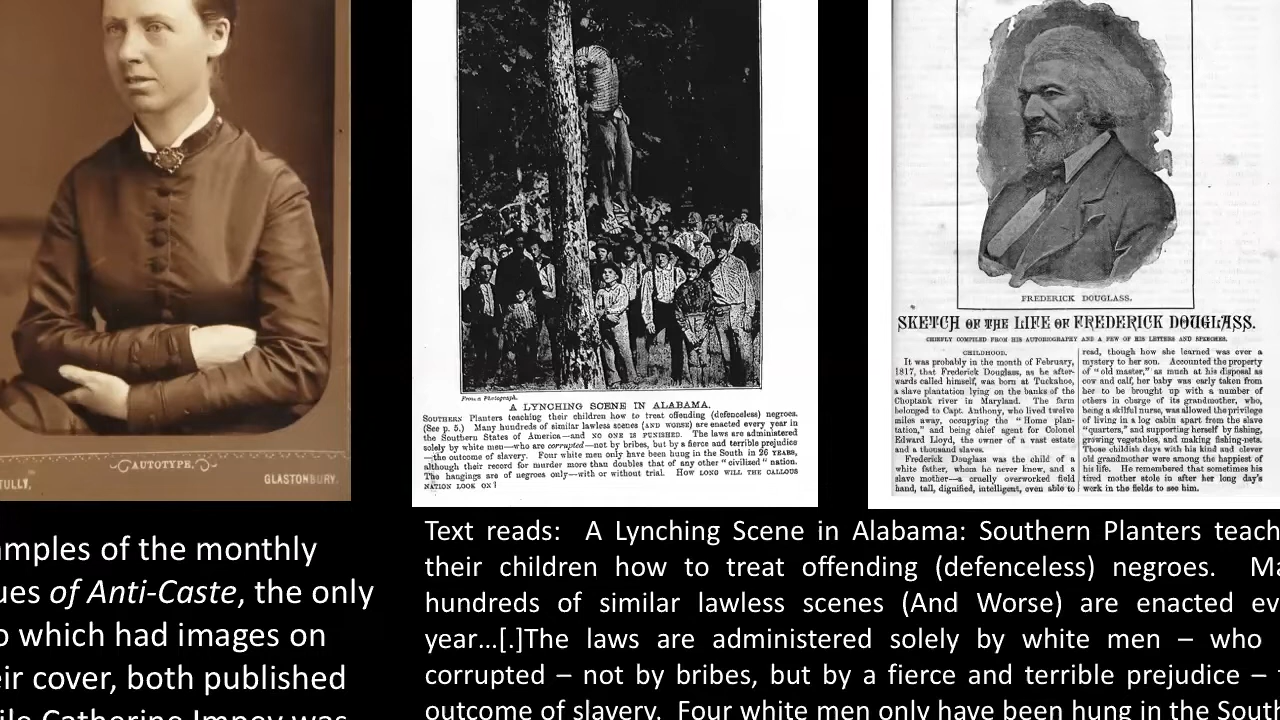 TULLY,
AUTOTYPE,
GLASTONBURY.
amples of the monthly
ues of Anti-Caste, the only
o which had images on
eir cover, both published
ile Catherine Impey was
From a Photograph.
A LYNCHING SCENE IN ALABAMA.
SOUTHERN Planters teaching their children how to treat offending (defenceless) negroes.
(See p. 5.) Many hundreds of similar lawless scenes (AND WORSE) are enacted every year in
the Southern States of America—and NO ONE IS PUNISHED. The laws are administered
solely by white men—who are corrupted—not by bribes, but by a fierce and terrible prejudice
—the outcome of slavery. Four white men only have been hung in the South in 26 YEARS,
although their record for murder more than doubles that of any other "civilised" nation.
The hangings are of negroes only—with or without trial. HOW LONG WILL THE CALLOUS
NATION LOOK ON?
Text reads: A Lynching Scene in Alabama: Southern Planters teach
their children how to treat offending (defenceless) negroes. Ma
hundreds of similar lawless scenes (And Worse) are enacted ev
year…[.]The laws are administered solely by white men – who
corrupted – not by bribes, but by a fierce and terrible prejudice –
outcome of slavery. Four white men only have been hung in the South
FREDERICK DOUGLASS.
SKETCH OF THE LIFE OF FREDERICK DOUGLASS.
CHIEFLY COMPILED FROM HIS AUTOBIOGRAPHY AND A FEW OF HIS LETTERS AND SPEECHES.
CHILDHOOD.
It was probably in the month of February,
1817, that Frederick Douglass, as he after-
wards called himself, was born at Tuckahoe,
a slave plantation lying on the banks of the
Choptank river in Maryland. The farm
belonged to Capt. Anthony, who lived twelve
miles away, occupying the "Home plan-
tation," and being chief agent for Colonel
Edward Lloyd, the owner of a vast estate
and a thousand slaves.
Frederick Douglass was the child of a
white father, whom he never knew, and a
slave mother—a cruelly overworked field
hand, tall, dignified, intelligent, even able to
read, though how she learned was ever a
mystery to her son. Accounted the property
of "old master," as much at his disposal as
cow and calf, her baby was early taken from
her to be brought up with a number of
others in charge of its grandmother, who,
being a skilful nurse, was allowed the privilege
of living in a log cabin apart from the slave
"quarters," and supporting herself by fishing,
growing vegetables, and making fishing-nets.
Those childish days with his kind and clever
old grandmother were among the happiest of
his life. He remembered that sometimes his
tired mother stole in after her long day's
work in the fields to see him.